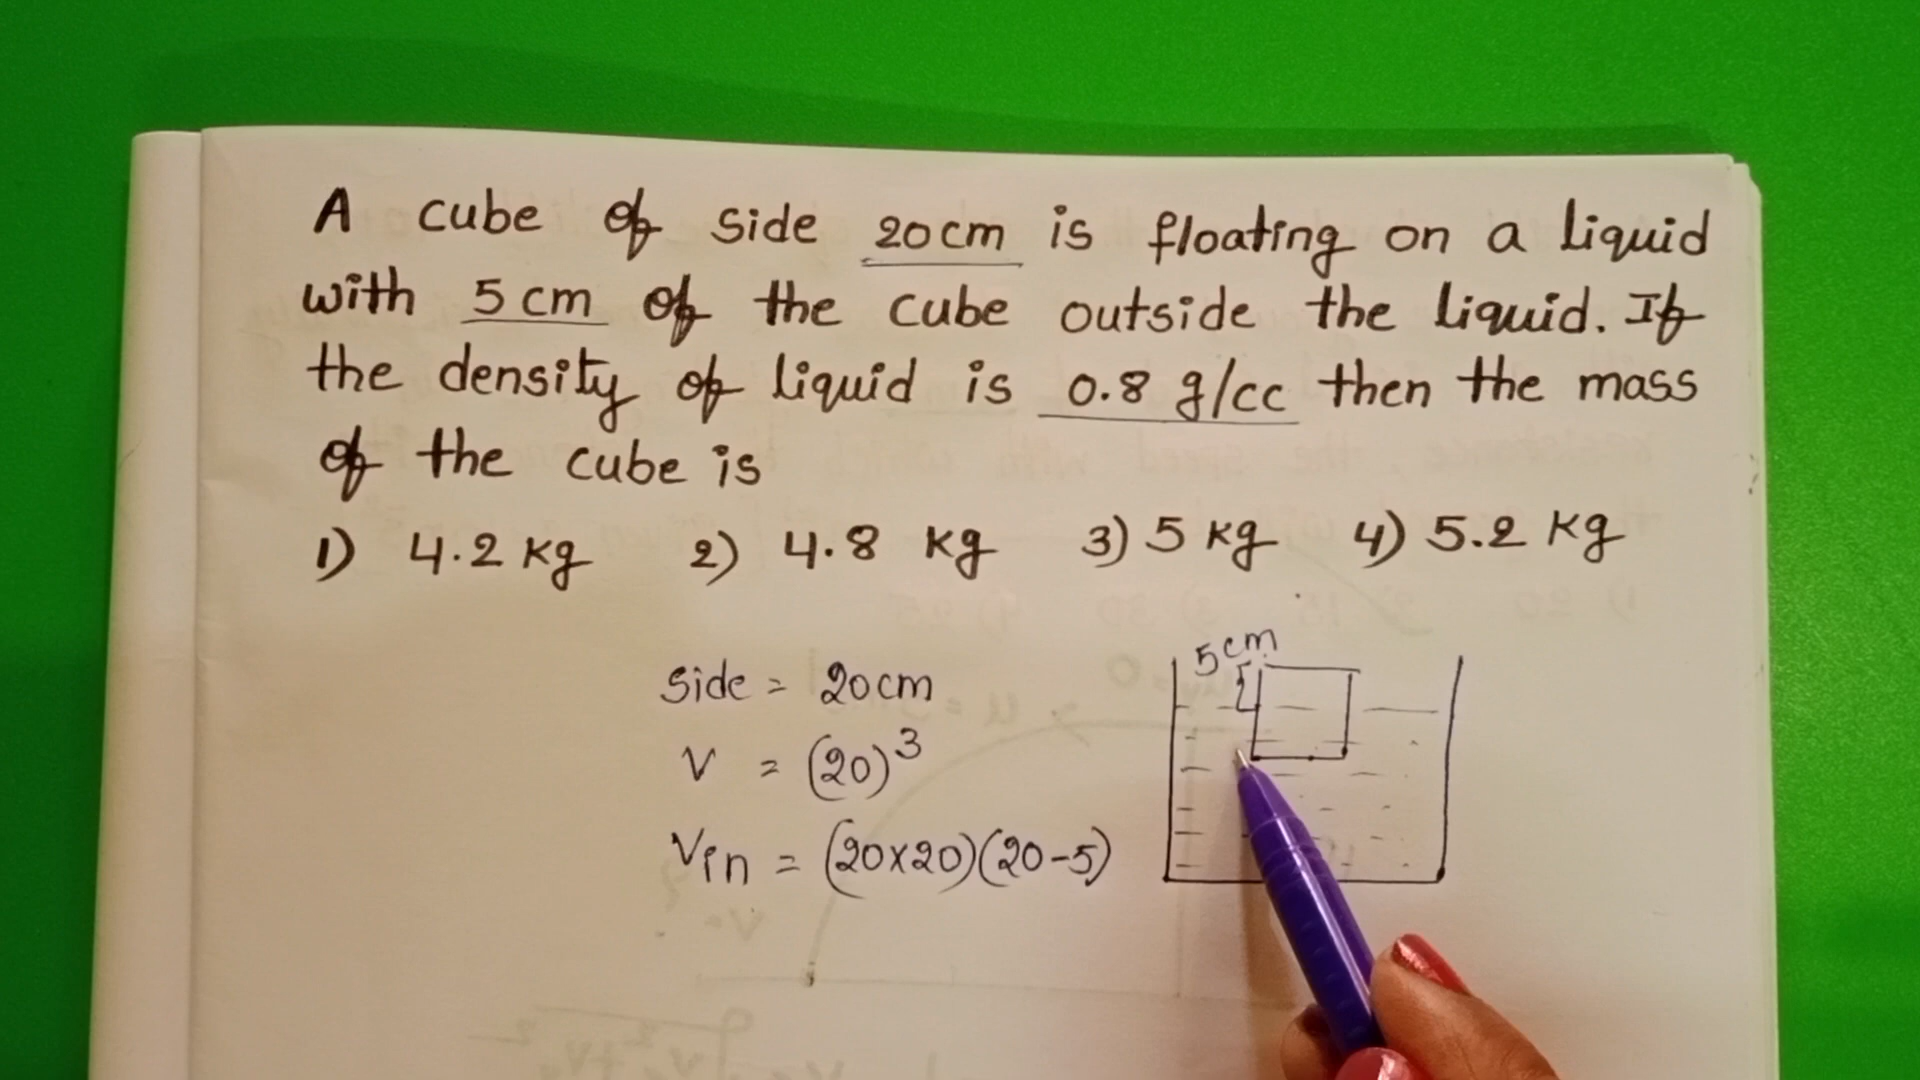 A cube of side 20cm is floating on a liquid
with 5cm of the cube outside the liquid. If
the density of liquid is 0.8 g/cc then the mass
of the cube is
1) 4.2 kg 2) 4.8 kg 3) 5 kg 4) 5.2 kg
side = 20cm
V = (20)³
Vin = (20x20)(20-5)
5cm